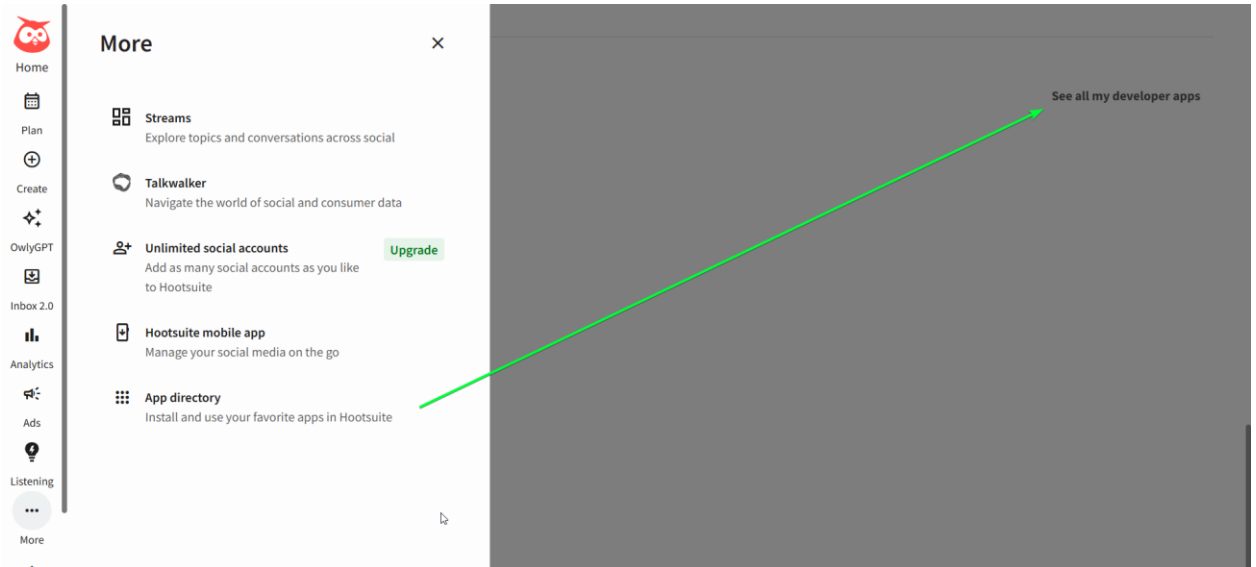 Home
Plan
Create
OwlyGPT
Inbox 2.0
Analytics
Ads
Listening
More
More
Streams
Explore topics and conversations across social
Talkwalker
Navigate the world of social and consumer data
Unlimited social accounts
Upgrade
Add as many social accounts as you like
to Hootsuite
Hootsuite mobile app
Manage your social media on the go
App directory
Install and use your favorite apps in Hootsuite
See all my developer apps